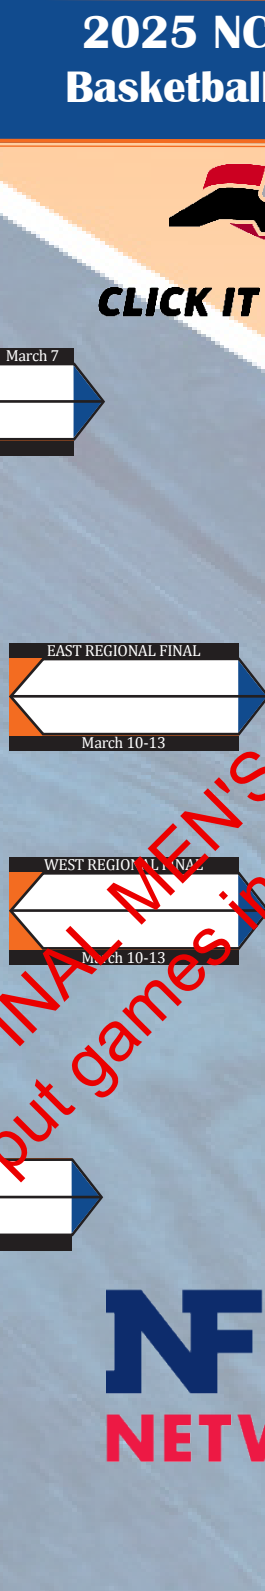 2025 NC
Basketball
CLICK IT
March 7
EAST REGIONAL FINAL
March 10-13
WEST REGIONAL FINAL
March 10-13
INAL MEN'S
put games in
NF
NETW